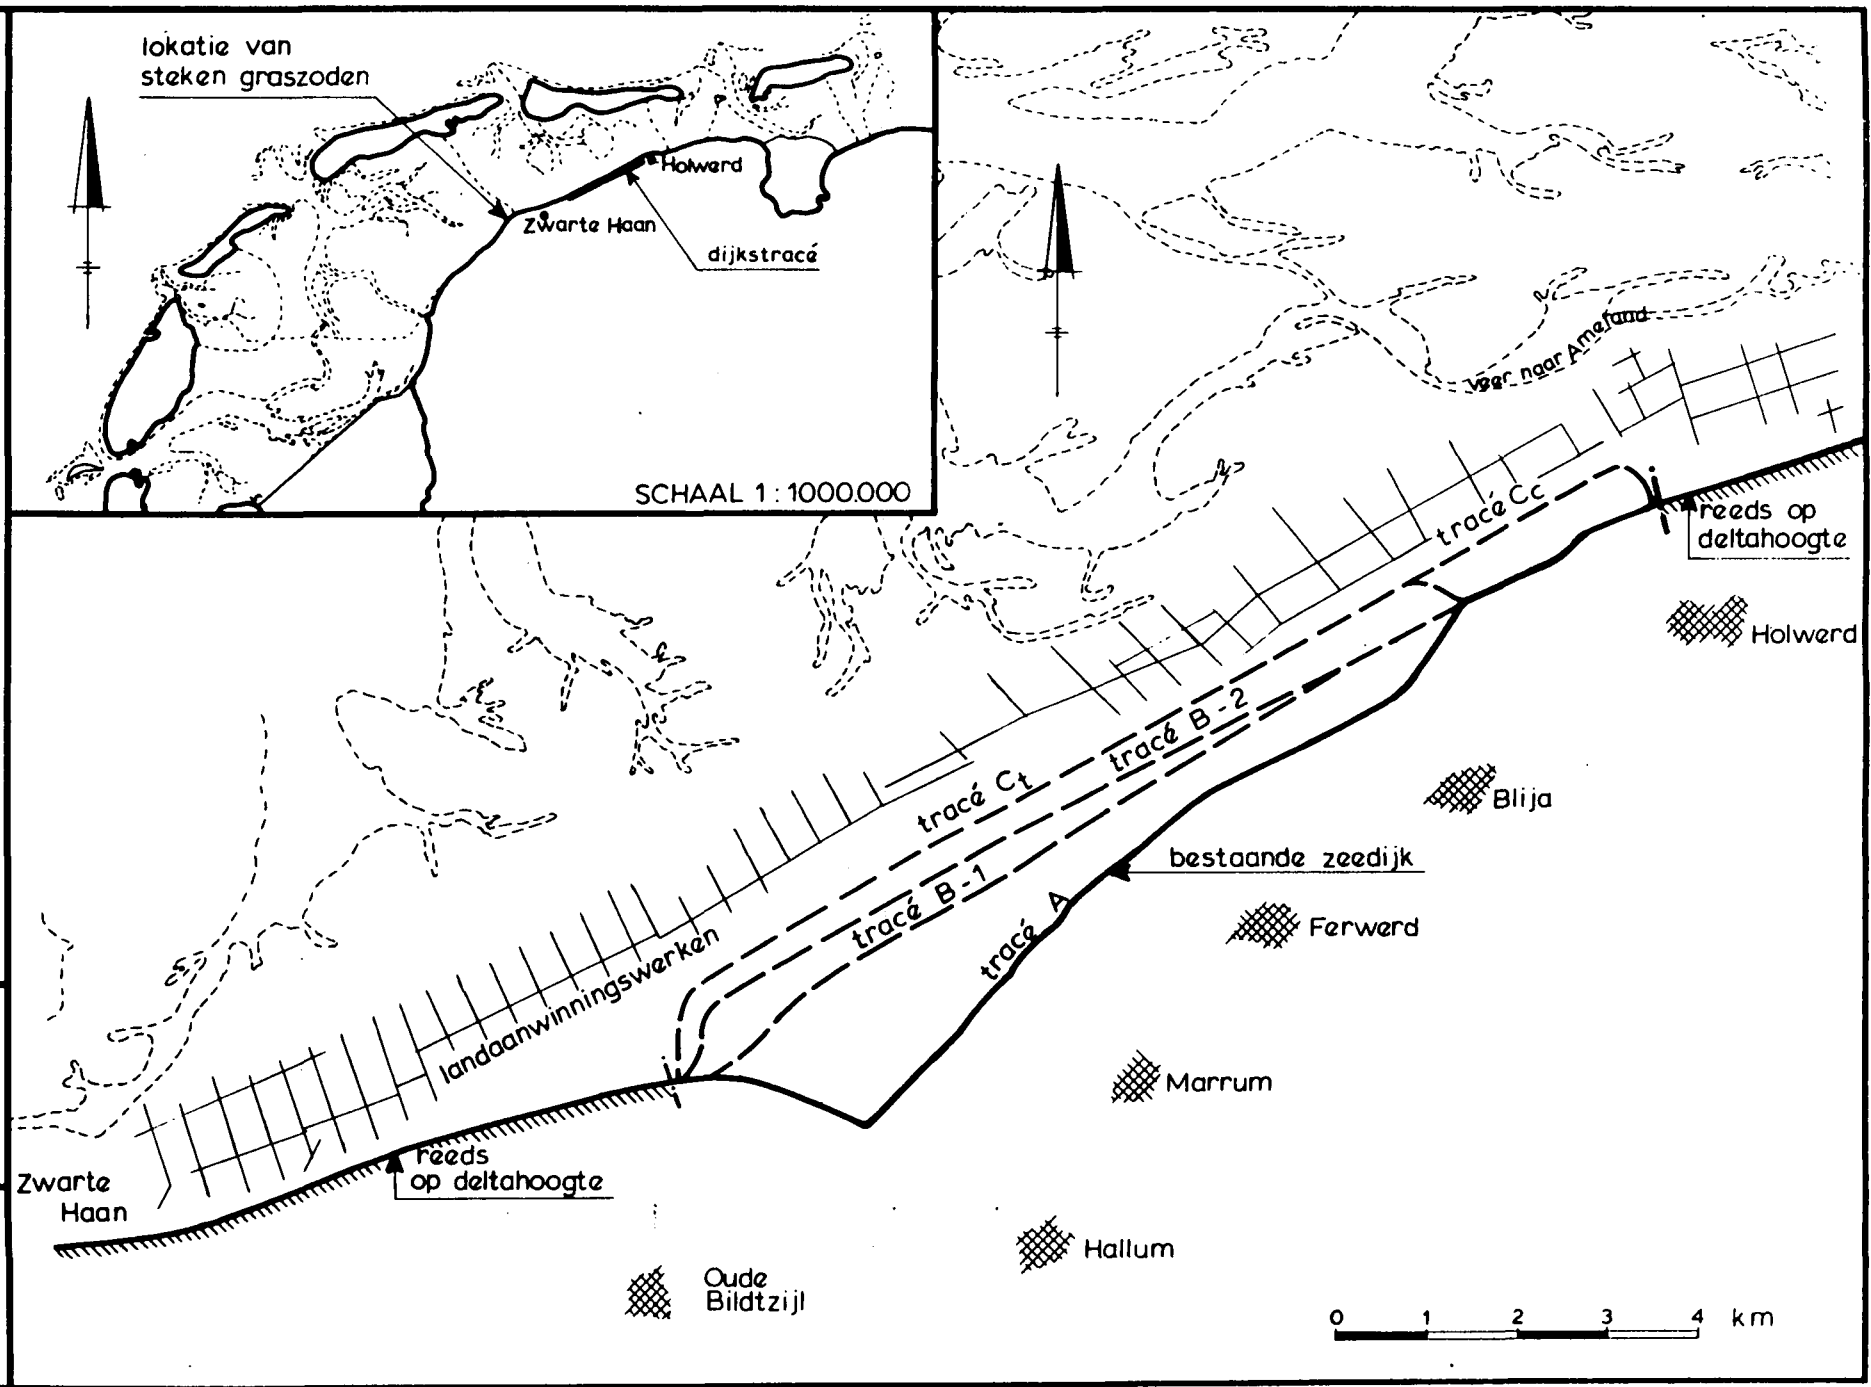 lokatie van
steken graszoden
Holwerd
Zwarte Haan
dijkstracé
SCHAAL 1 : 1000.000
veer naar Ameland
tracé Cc
reeds op
deltahoogte
Holwerd
tracé B-2
tracé Ct
Blija
bestaande zeedijk
tracé B-1
tracé A
Ferwerd
landaanwinningswerken
Marrum
reeds
op deltahoogte
Zwarte
Haan
Hallum
Oude
Bildtzijl
0 1 2 3 4 km